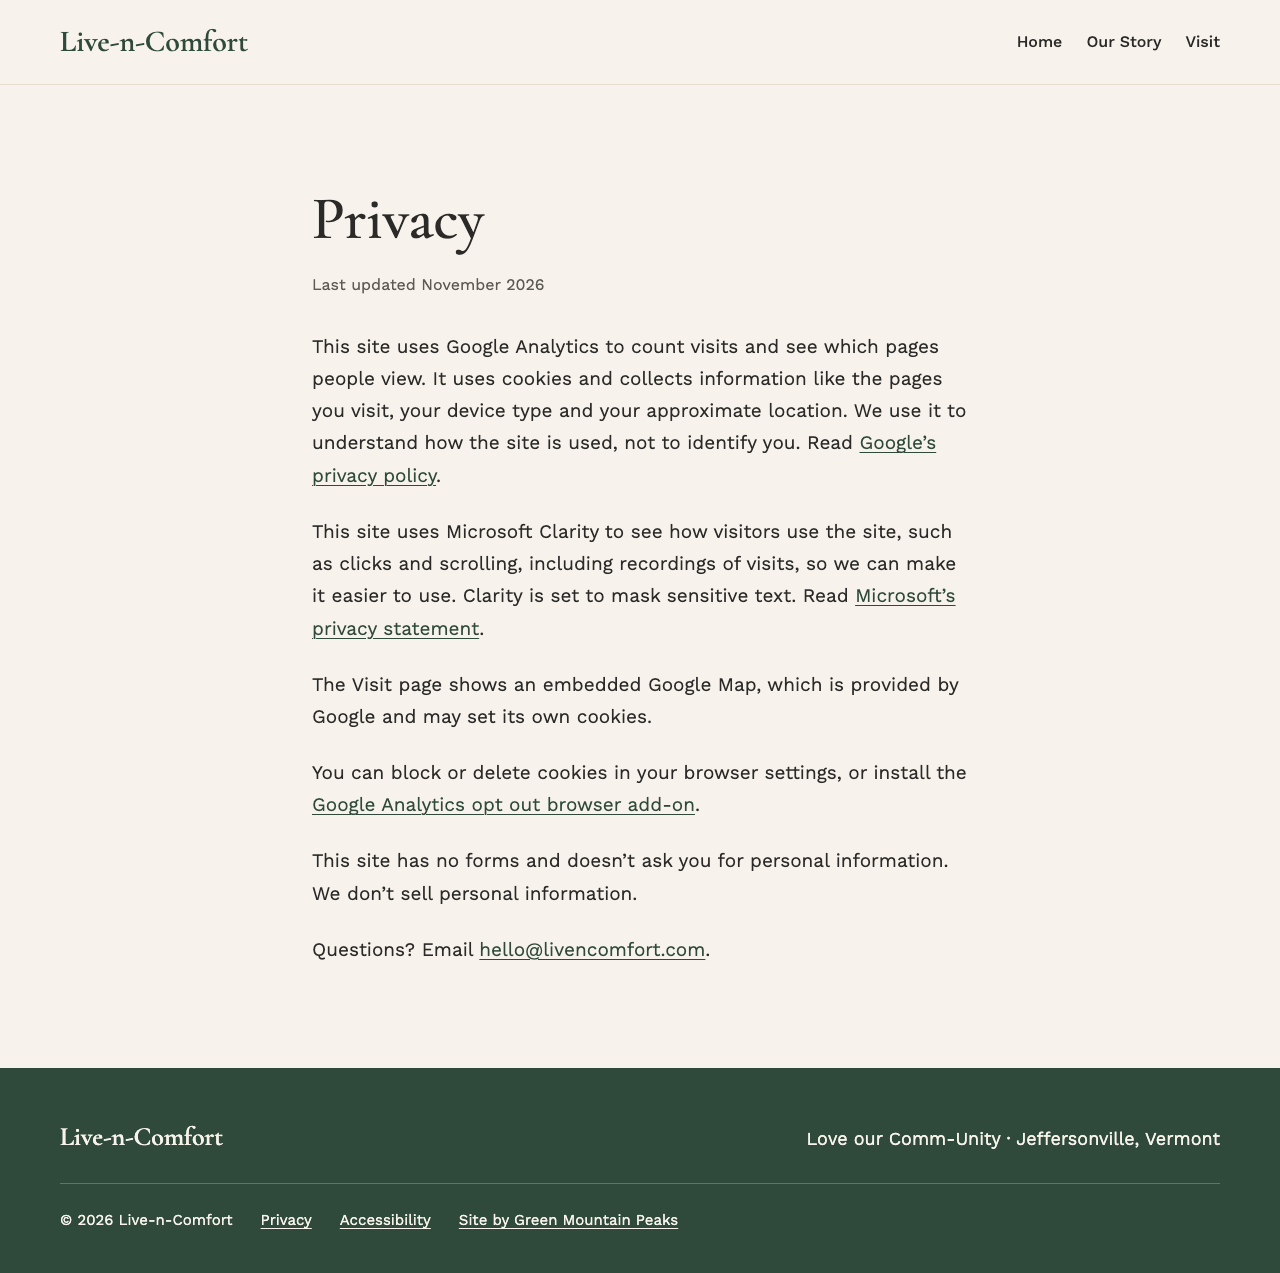 Live-n-Comfort
Home Our Story Visit
Privacy
Last updated November 2026
This site uses Google Analytics to count visits and see which pages
people view. It uses cookies and collects information like the pages
you visit, your device type and your approximate location. We use it to
understand how the site is used, not to identify you. Read Google’s
privacy policy.
This site uses Microsoft Clarity to see how visitors use the site, such
as clicks and scrolling, including recordings of visits, so we can make
it easier to use. Clarity is set to mask sensitive text. Read Microsoft’s
privacy statement.
The Visit page shows an embedded Google Map, which is provided by
Google and may set its own cookies.
You can block or delete cookies in your browser settings, or install the
Google Analytics opt out browser add-on.
This site has no forms and doesn’t ask you for personal information.
We don’t sell personal information.
Questions? Email hello@livencomfort.com.
Live-n-Comfort
Love our Comm-Unity · Jeffersonville, Vermont
© 2026 Live-n-Comfort Privacy Accessibility Site by Green Mountain Peaks